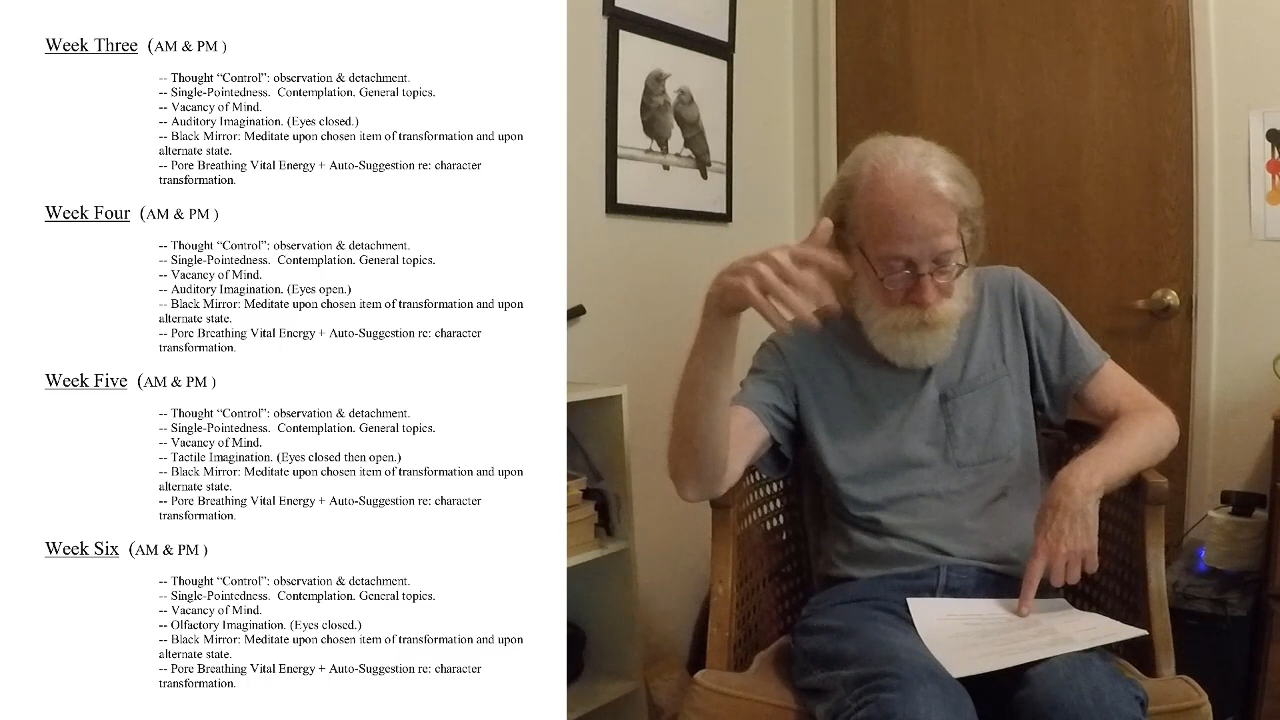 Week Three (AM & PM )
-- Thought “Control”: observation & detachment.
-- Single-Pointedness.  Contemplation. General topics.
-- Vacancy of Mind.
-- Auditory Imagination. (Eyes closed.)
-- Black Mirror: Meditate upon chosen item of transformation and upon
alternate state.
-- Pore Breathing Vital Energy + Auto-Suggestion re: character
transformation.
Week Four (AM & PM )
-- Thought “Control”: observation & detachment.
-- Single-Pointedness.  Contemplation. General topics.
-- Vacancy of Mind.
-- Auditory Imagination. (Eyes open.)
-- Black Mirror: Meditate upon chosen item of transformation and upon
alternate state.
-- Pore Breathing Vital Energy + Auto-Suggestion re: character
transformation.
Week Five (AM & PM )
-- Thought “Control”: observation & detachment.
-- Single-Pointedness.  Contemplation. General topics.
-- Vacancy of Mind.
-- Tactile Imagination. (Eyes closed then open.)
-- Black Mirror: Meditate upon chosen item of transformation and upon
alternate state.
-- Pore Breathing Vital Energy + Auto-Suggestion re: character
transformation.
Week Six (AM & PM )
-- Thought “Control”: observation & detachment.
-- Single-Pointedness.  Contemplation. General topics.
-- Vacancy of Mind.
-- Olfactory Imagination. (Eyes closed.)
-- Black Mirror: Meditate upon chosen item of transformation and upon
alternate state.
-- Pore Breathing Vital Energy + Auto-Suggestion re: character
transformation.